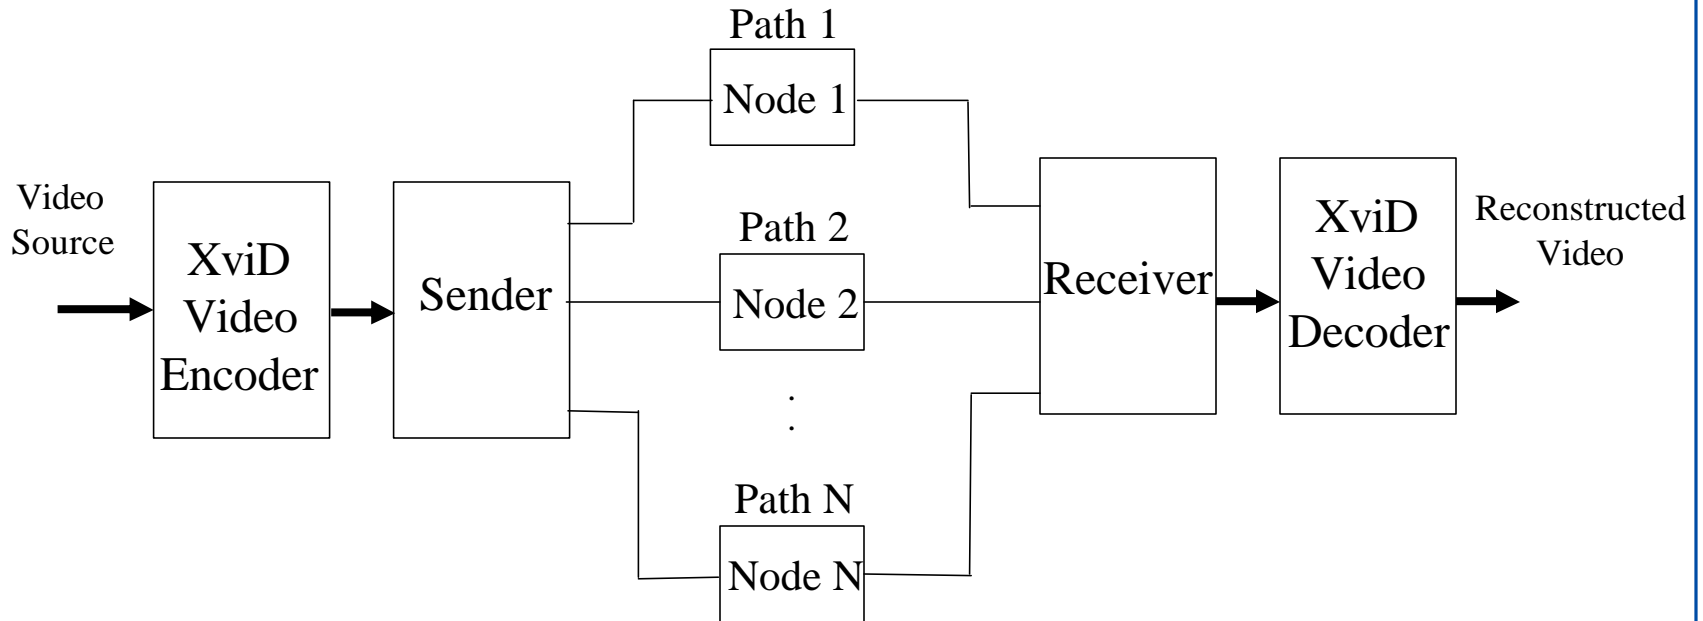 Video
Source
XviD
Video
Encoder
Sender
Path 1
Node 1
Path 2
Node 2
.
.
Path N
Node N
Receiver
XviD
Video
Decoder
Reconstructed
Video